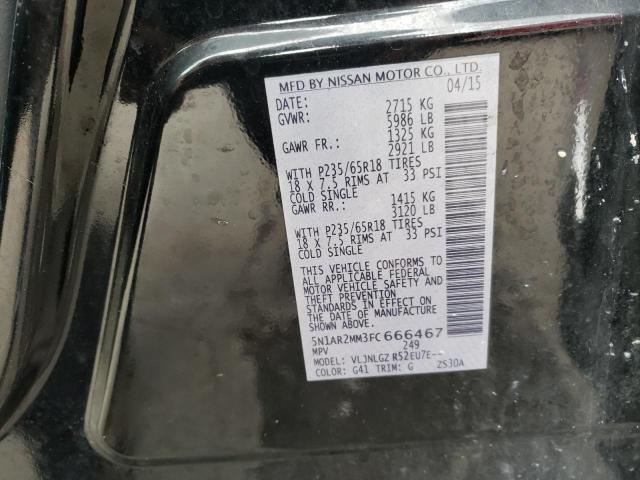 MFD BY NISSAN MOTOR CO., LTD.
DATE: 04/15
GVWR: 2715 KG
5986 LB
GAWR FR.: 1325 KG
2921 LB
WITH P235/65R18 TIRES
18 X 7.5 RIMS AT 33 PSI
COLD SINGLE
GAWR RR.: 1415 KG
3120 LB
WITH P235/65R18 TIRES
18 X 7.5 RIMS AT 33 PSI
COLD SINGLE
THIS VEHICLE CONFORMS TO
ALL APPLICABLE FEDERAL
MOTOR VEHICLE SAFETY AND
THEFT PREVENTION
STANDARDS IN EFFECT ON
THE DATE OF MANUFACTURE
SHOWN ABOVE.
5N1AR2MM3FC666467
MPV 249
MODEL: VLJNLGZ R52EU7E--
COLOR: G41 TRIM: G ZS30A